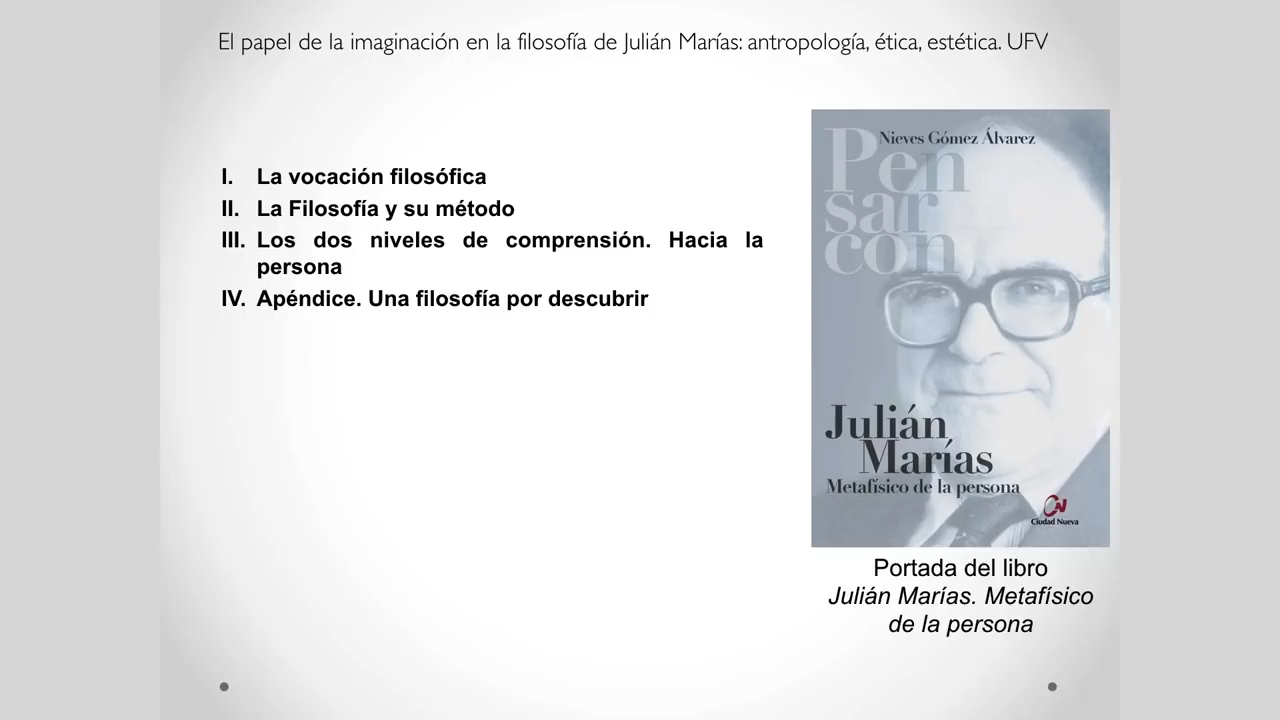 El papel de la imaginación en la filosofía de Julián Marías: antropología, ética, estética. UFV
I. La vocación filosófica
II. La Filosofía y su método
III. Los dos niveles de comprensión. Hacia la
persona
IV. Apéndice. Una filosofía por descubrir
Nieves Gómez Álvarez
Pen
sar
con
Julián
Marías
Metafísico de la persona
Ciudad Nueva
Portada del libro
Julián Marías. Metafísico
de la persona